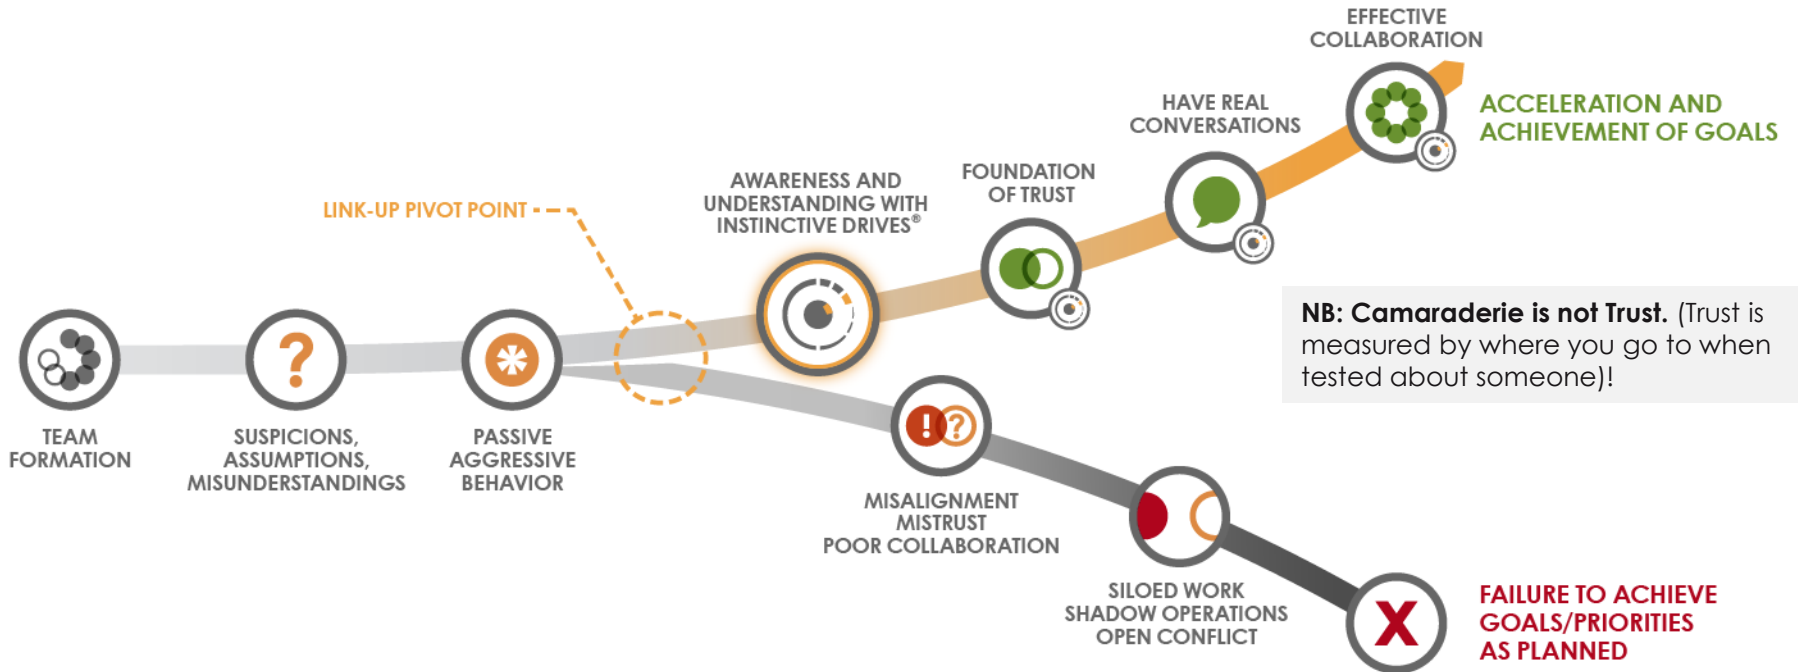 EFFECTIVE
COLLABORATION
ACCELERATION AND
ACHIEVEMENT OF GOALS
HAVE REAL
CONVERSATIONS
FOUNDATION
OF TRUST
AWARENESS AND
UNDERSTANDING WITH
INSTINCTIVE DRIVES®
LINK-UP PIVOT POINT
NB: Camaraderie is not Trust. (Trust is
measured by where you go to when
tested about someone)!
?
*
TEAM
FORMATION
SUSPICIONS,
ASSUMPTIONS,
MISUNDERSTANDINGS
PASSIVE
AGGRESSIVE
BEHAVIOR
! ?
MISALIGNMENT
MISTRUST
POOR COLLABORATION
SILOED WORK
SHADOW OPERATIONS
OPEN CONFLICT
X
FAILURE TO ACHIEVE
GOALS/PRIORITIES
AS PLANNED